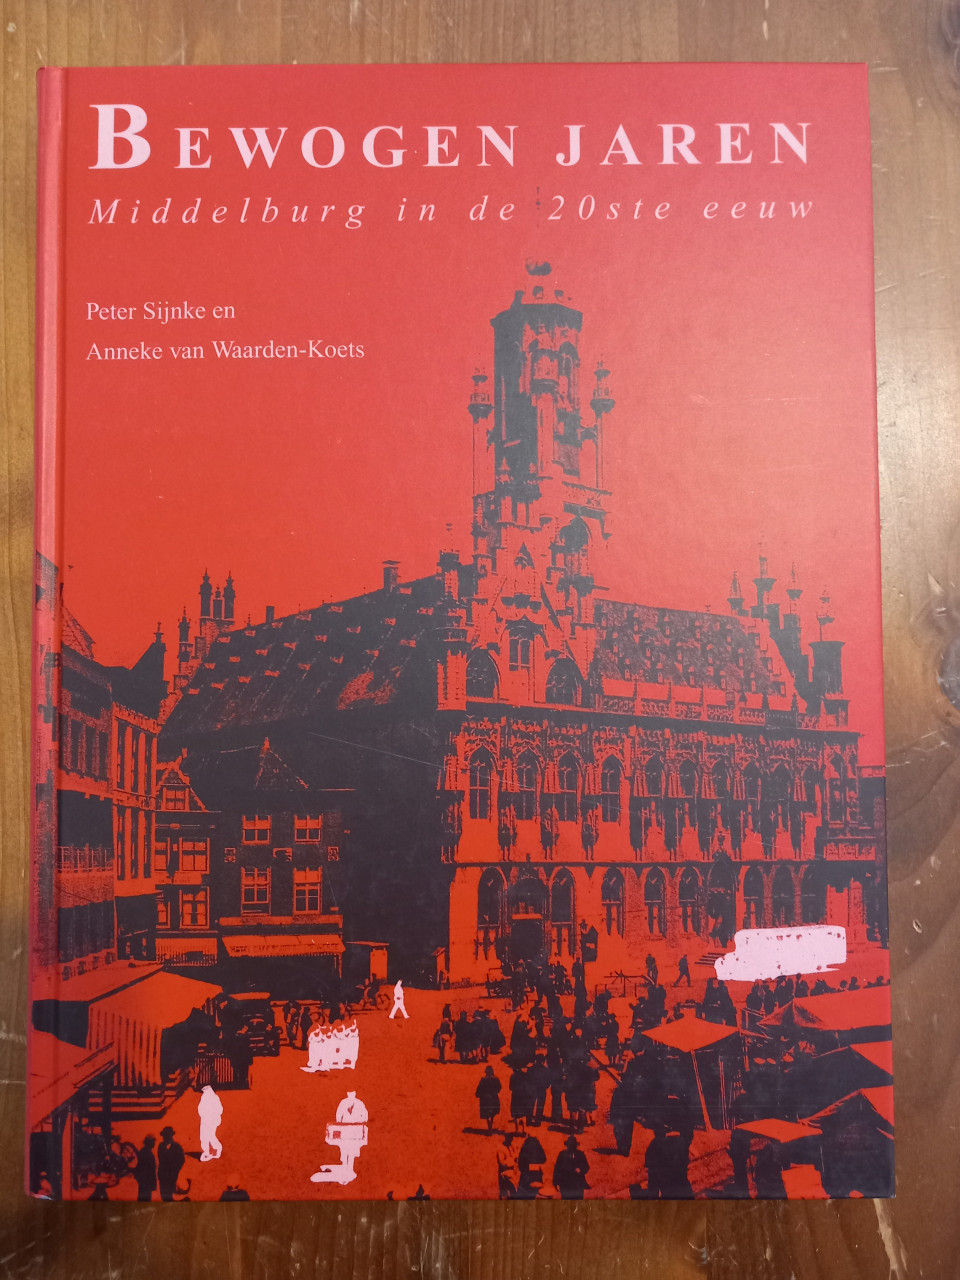 BEWOGEN JAREN
Middelburg in de 20ste eeuw
Peter Sijnke en
Anneke van Waarden-Koets